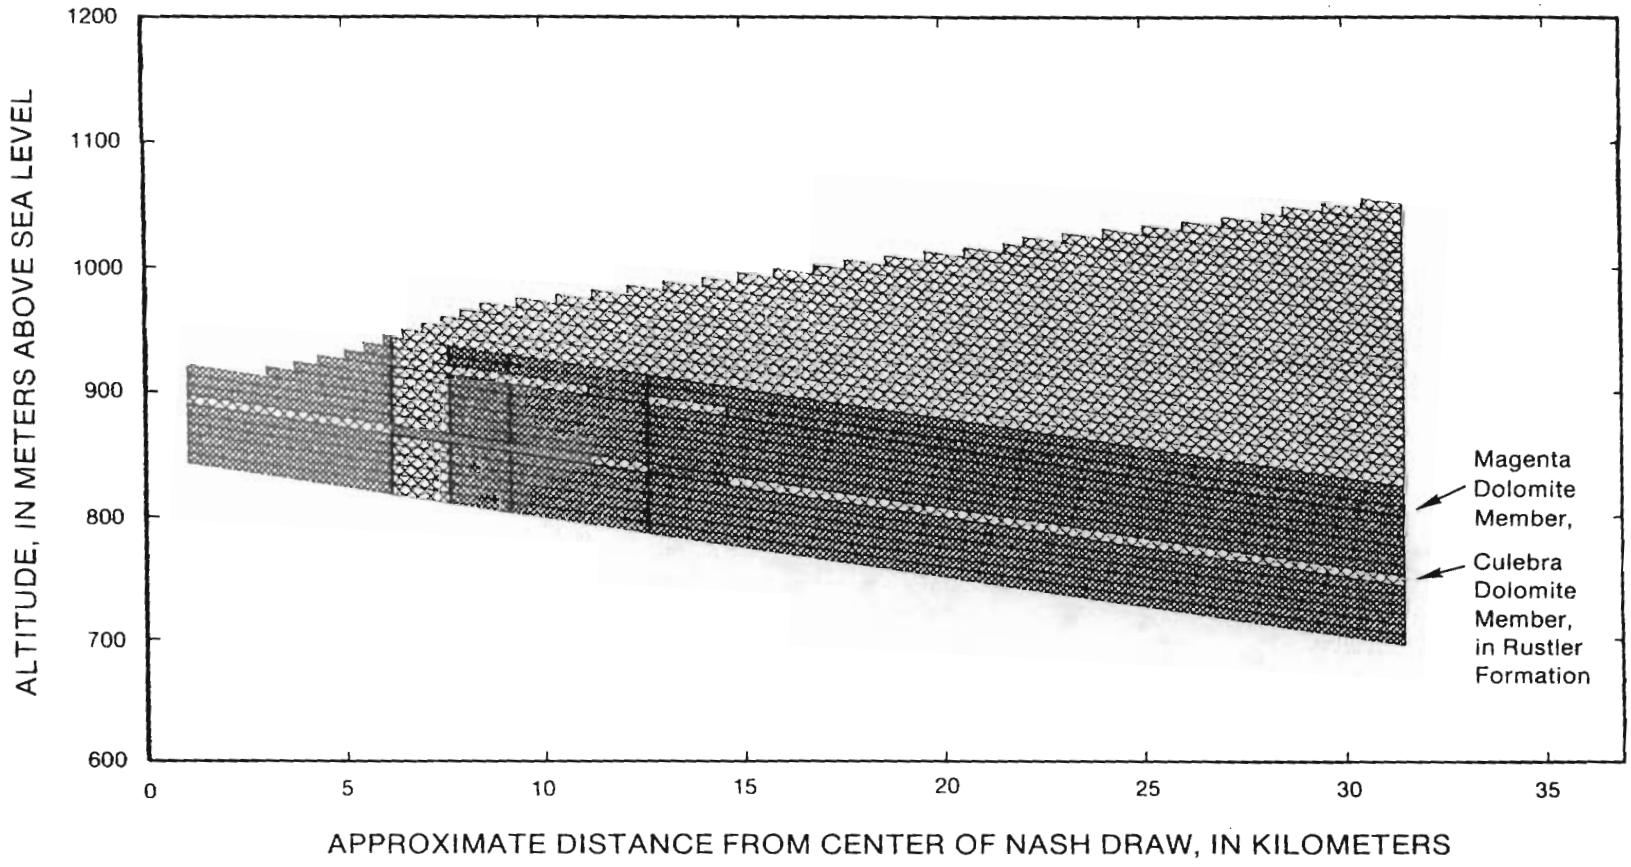 1200
1100
1000
900
800
700
600
ALTITUDE, IN METERS ABOVE SEA LEVEL
Magenta
Dolomite
Member,
Culebra
Dolomite
Member,
in Rustler
Formation
0 5 10 15 20 25 30 35
APPROXIMATE DISTANCE FROM CENTER OF NASH DRAW, IN KILOMETERS